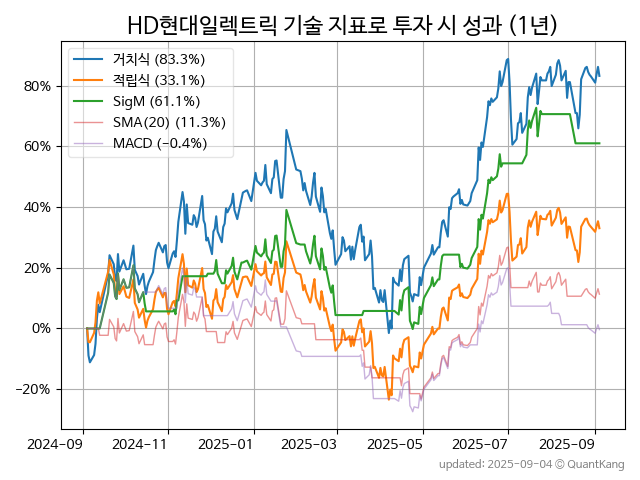 HD현대일렉트릭 기술 지표로 투자 시 성과 (1년)
거치식 (83.3%)
적립식 (33.1%)
SigM (61.1%)
SMA(20) (11.3%)
MACD (−0.4%)
80%
60%
40%
20%
0%
−20%
2024-09 2024-11 2025-01 2025-03 2025-05 2025-07 2025-09
updated: 2025-09-04 © QuantKang